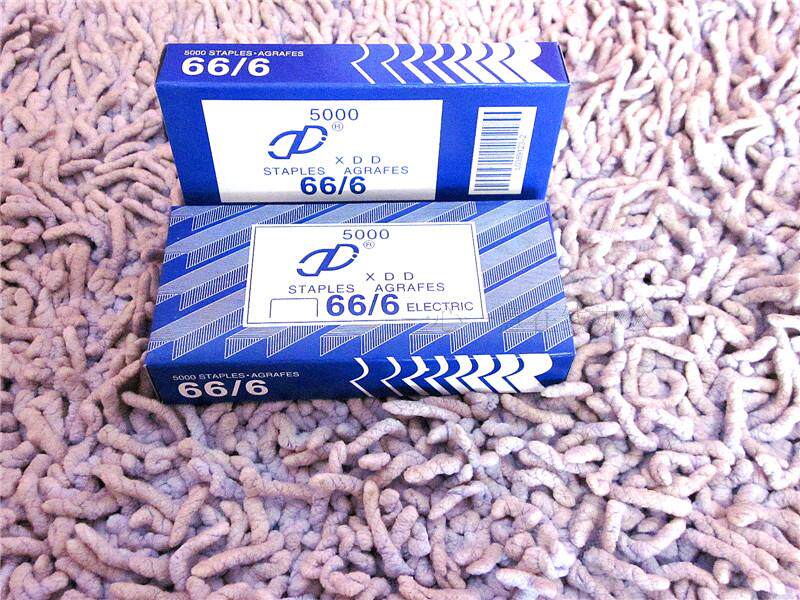 5000 STAPLES·AGRAFES
66/6
5000
®
XDD
STAPLES AGRAFES
66/6
5000
®
XDD
STAPLES AGRAFES
66/6 ELECTRIC
5000 STAPLES·AGRAFES
66/6